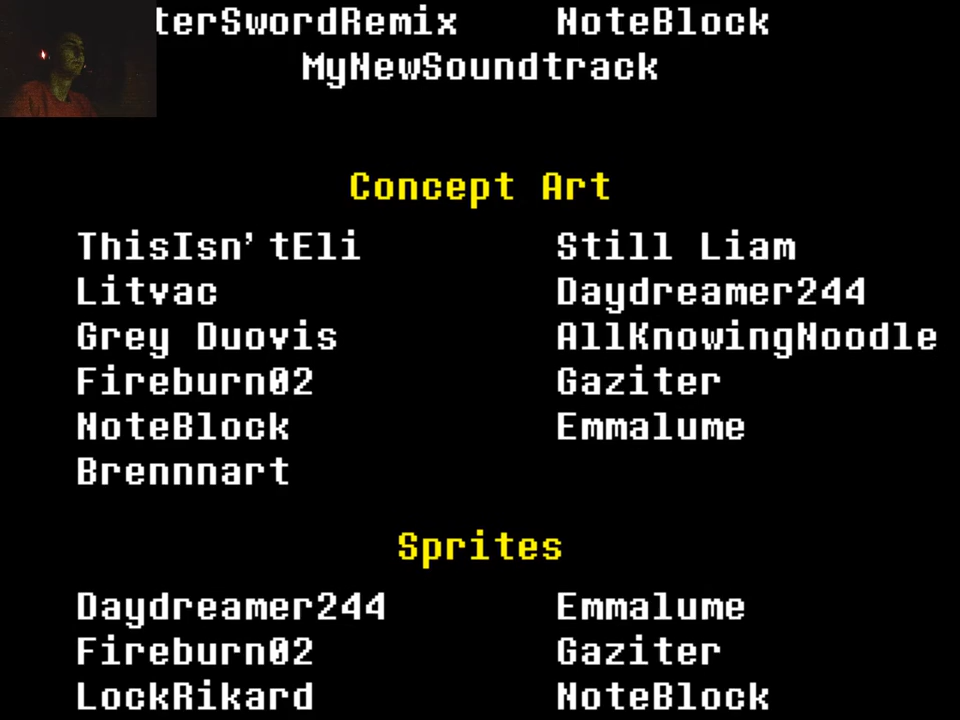 terSwordRemix NoteBlock
MyNewSoundtrack
Concept Art
ThisIsn'tEli Still Liam
Litvac Daydreamer244
Grey Duovis AllKnowingNoodle
Fireburn02 Gaziter
NoteBlock Emmalume
Brennnart
Sprites
Daydreamer244 Emmalume
Fireburn02 Gaziter
LockRikard NoteBlock